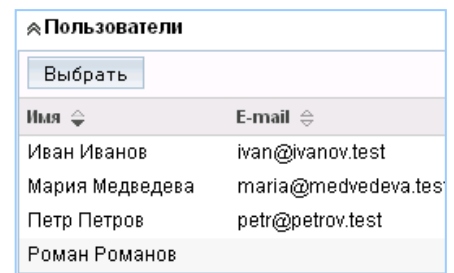 Пользователи
Выбрать
Имя E-mail
Иван Иванов ivan@ivanov.test
Мария Медведева maria@medvedeva.tes
Петр Петров petr@petrov.test
Роман Романов